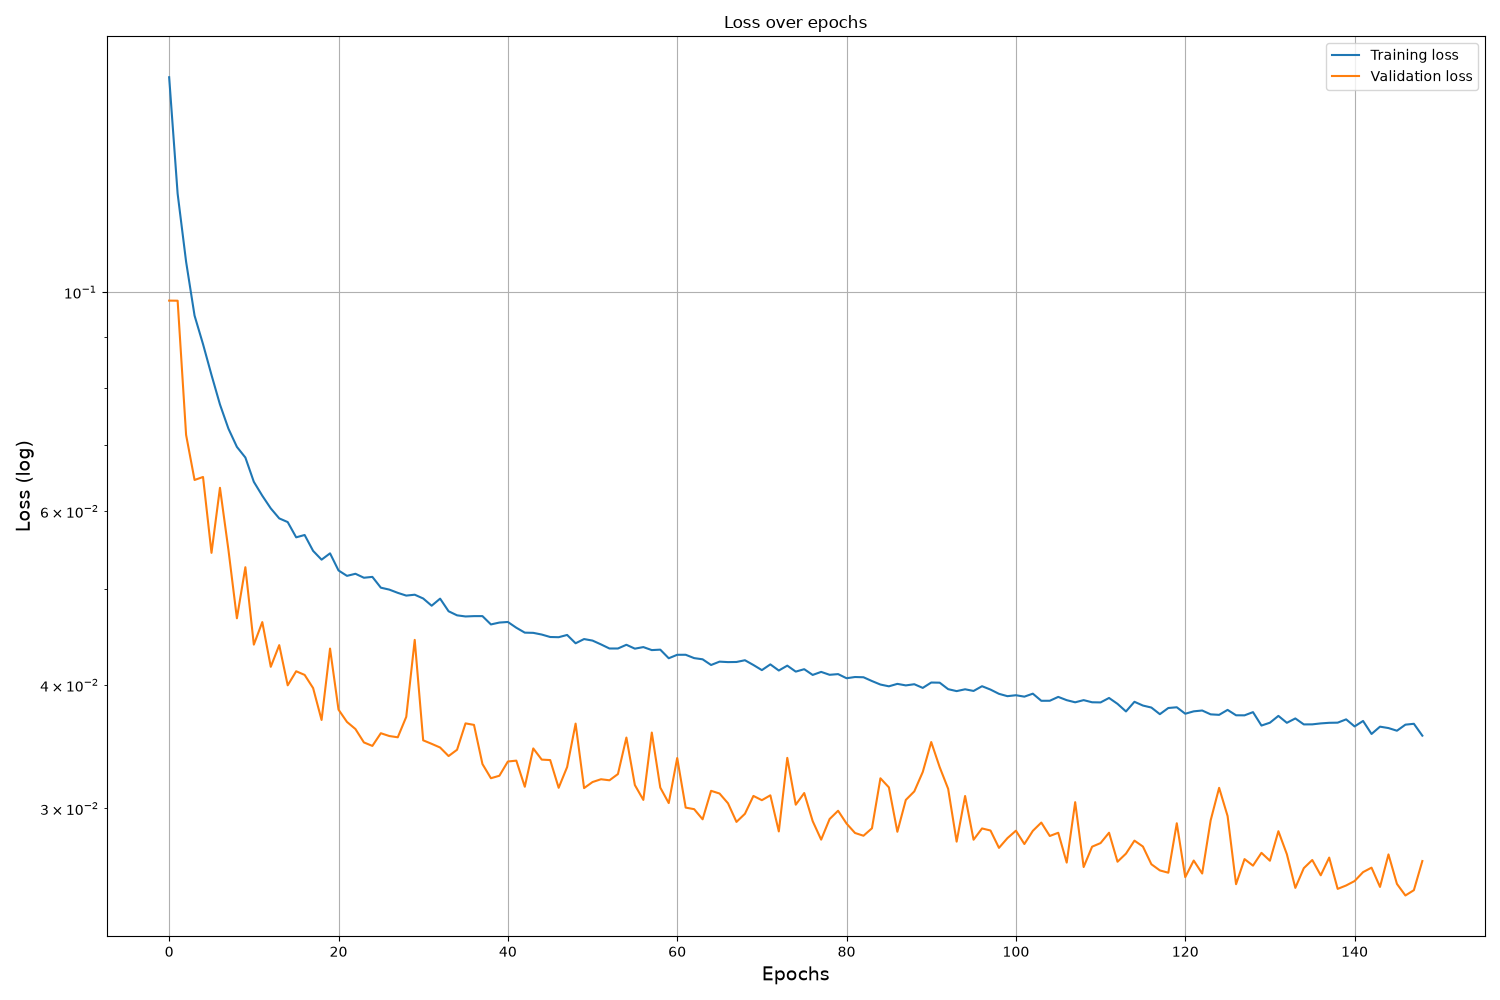 Loss over epochs
Training loss
Validation loss
10⁻¹
6 × 10⁻²
4 × 10⁻²
3 × 10⁻²
Loss (log)
0 20 40 60 80 100 120 140
Epochs